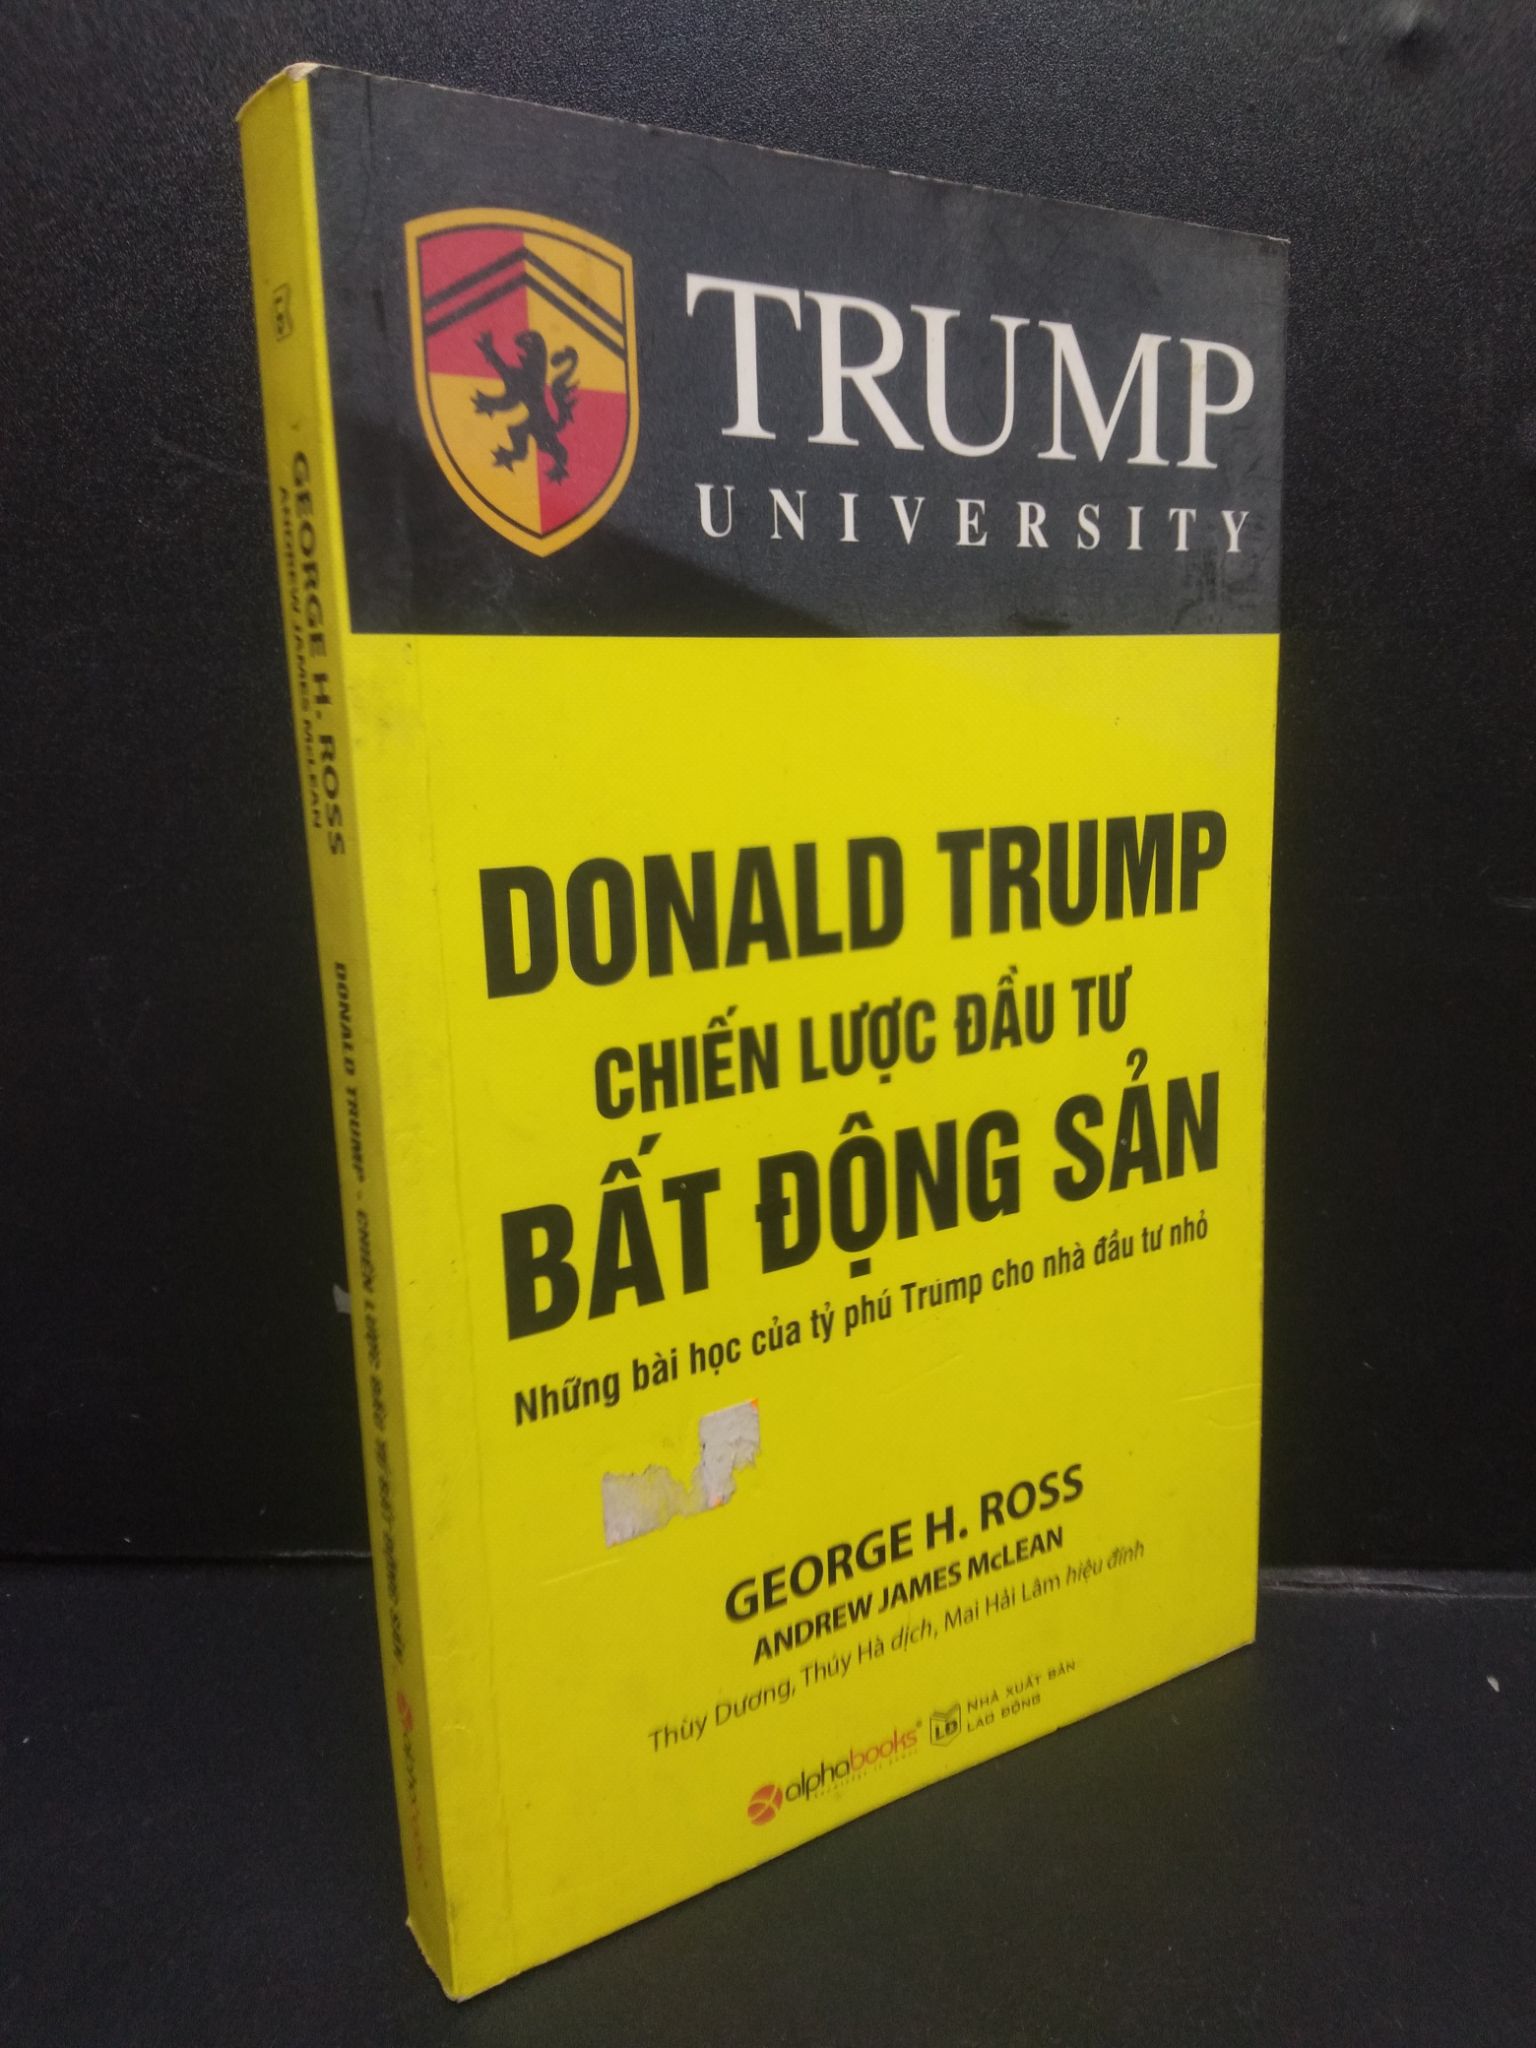 TRUMP
UNIVERSITY
DONALD TRUMP
CHIẾN LƯỢC ĐẦU TƯ
BẤT ĐỘNG SẢN
Những bài học của tỷ phú Trump cho nhà đầu tư nhỏ
GEORGE H. ROSS
ANDREW JAMES McLEAN
Thùy Dương, Thúy Hà dịch, Mai Hải Lâm hiệu đính
alphabooks®
LĐ
NHÀ XUẤT BẢN
LAO ĐỘNG
LĐ
GEORGE H. ROSS
ANDREW JAMES McLEAN
DONALD TRUMP - CHIẾN LƯỢC ĐẦU TƯ BẤT ĐỘNG SẢN